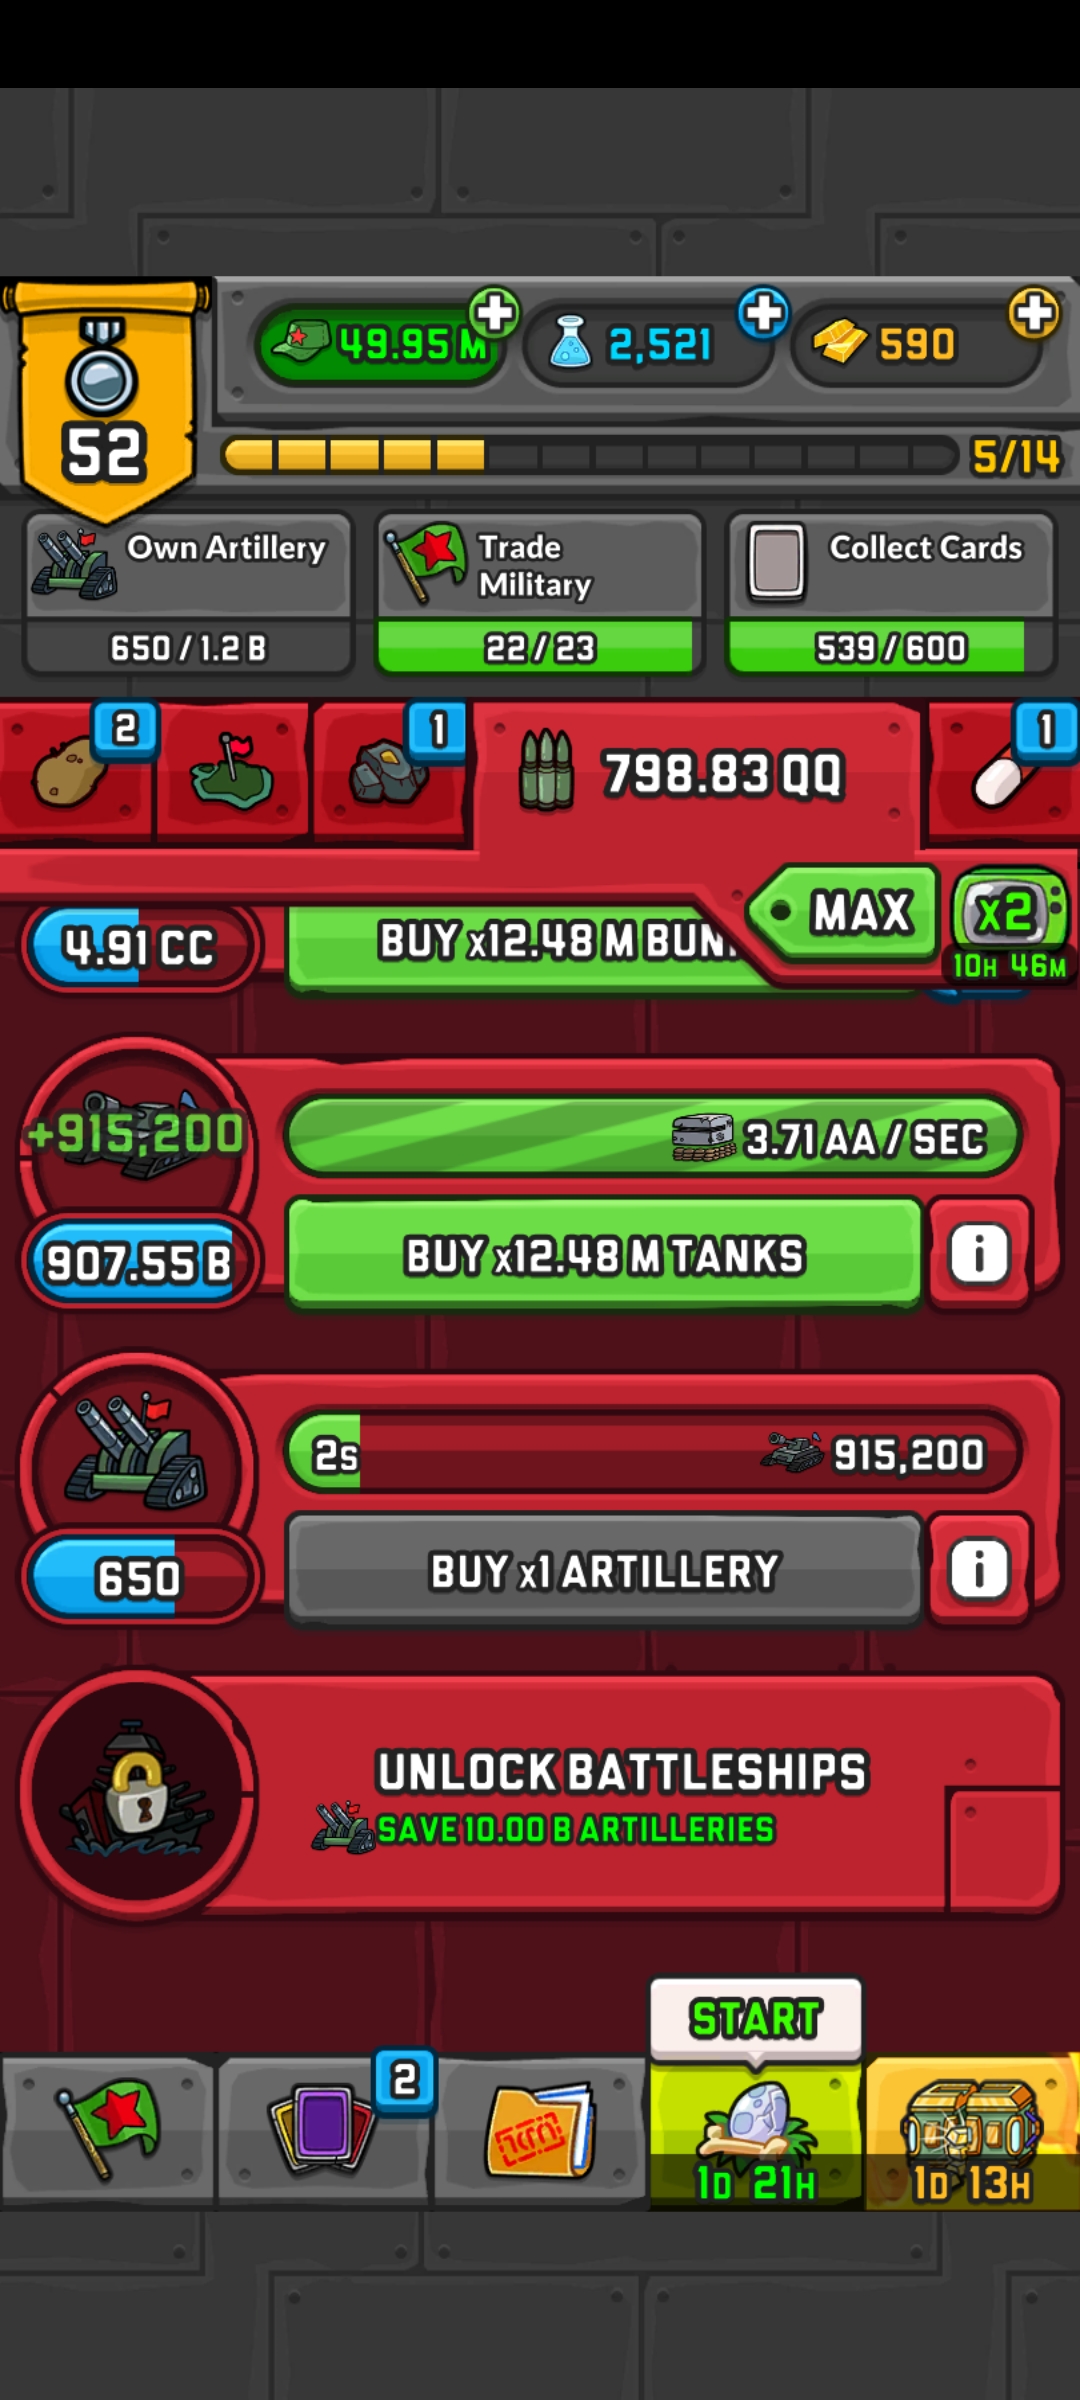 49.95 M
2,521
590
52
5/14
Own Artillery
650 / 1.2 B
Trade
Military
22 / 23
Collect Cards
539 / 600
2
1
798.83 QQ
1
MAX
x2
10H 46M
4.91 CC
BUY x12.48 M BUN
+915,200
3.71 AA / SEC
907.55 B
BUY x12.48 M TANKS
i
2s
915,200
650
BUY x1 ARTILLERY
i
UNLOCK BATTLESHIPS
SAVE 10.00 B ARTILLERIES
START
2
1D 21H
1D 13H